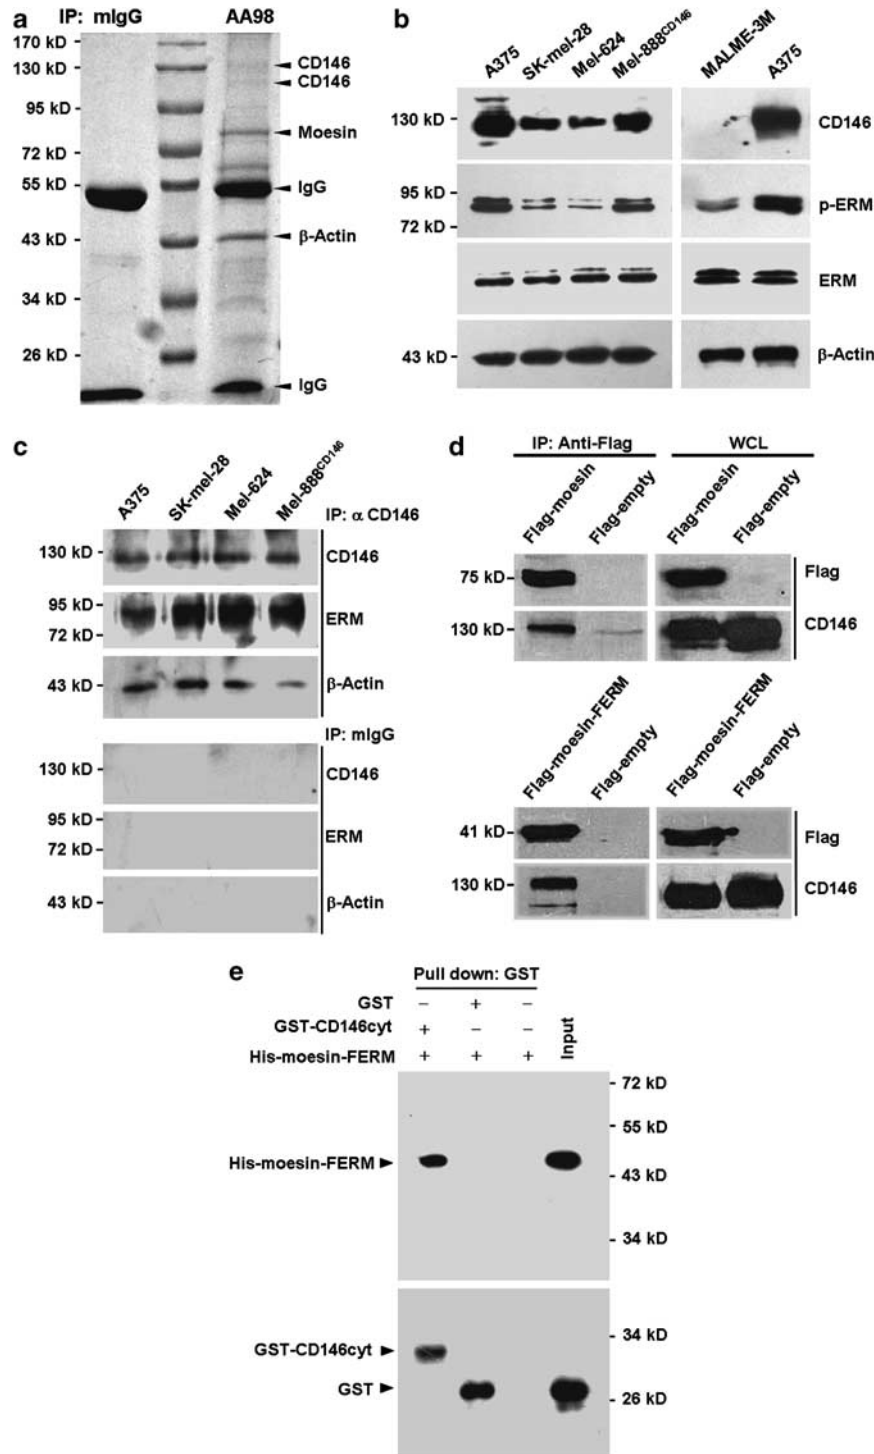 a
IP: mIgG AA98
170 kD
130 kD
95 kD
72 kD
55 kD
43 kD
34 kD
26 kD
CD146
CD146
Moesin
IgG
β-Actin
IgG
b
A375 SK-mel-28 Mel-624 Mel-888CD146 MALME-3M A375
130 kD CD146
95 kD p-ERM
72 kD
ERM
43 kD β-Actin
c
A375 SK-mel-28 Mel-624 Mel-888CD146
IP: α CD146
130 kD CD146
95 kD ERM
72 kD
43 kD β-Actin
IP: mIgG
130 kD CD146
95 kD ERM
72 kD
43 kD β-Actin
d
IP: Anti-Flag WCL
Flag-moesin Flag-empty Flag-moesin Flag-empty
75 kD Flag
130 kD CD146
Flag-moesin-FERM Flag-empty Flag-moesin-FERM Flag-empty
41 kD Flag
130 kD CD146
e
Pull down: GST
GST – + –
GST-CD146cyt + – –
His-moesin-FERM + + + Input
72 kD
55 kD
His-moesin-FERM
43 kD
34 kD
34 kD
GST-CD146cyt
GST
26 kD